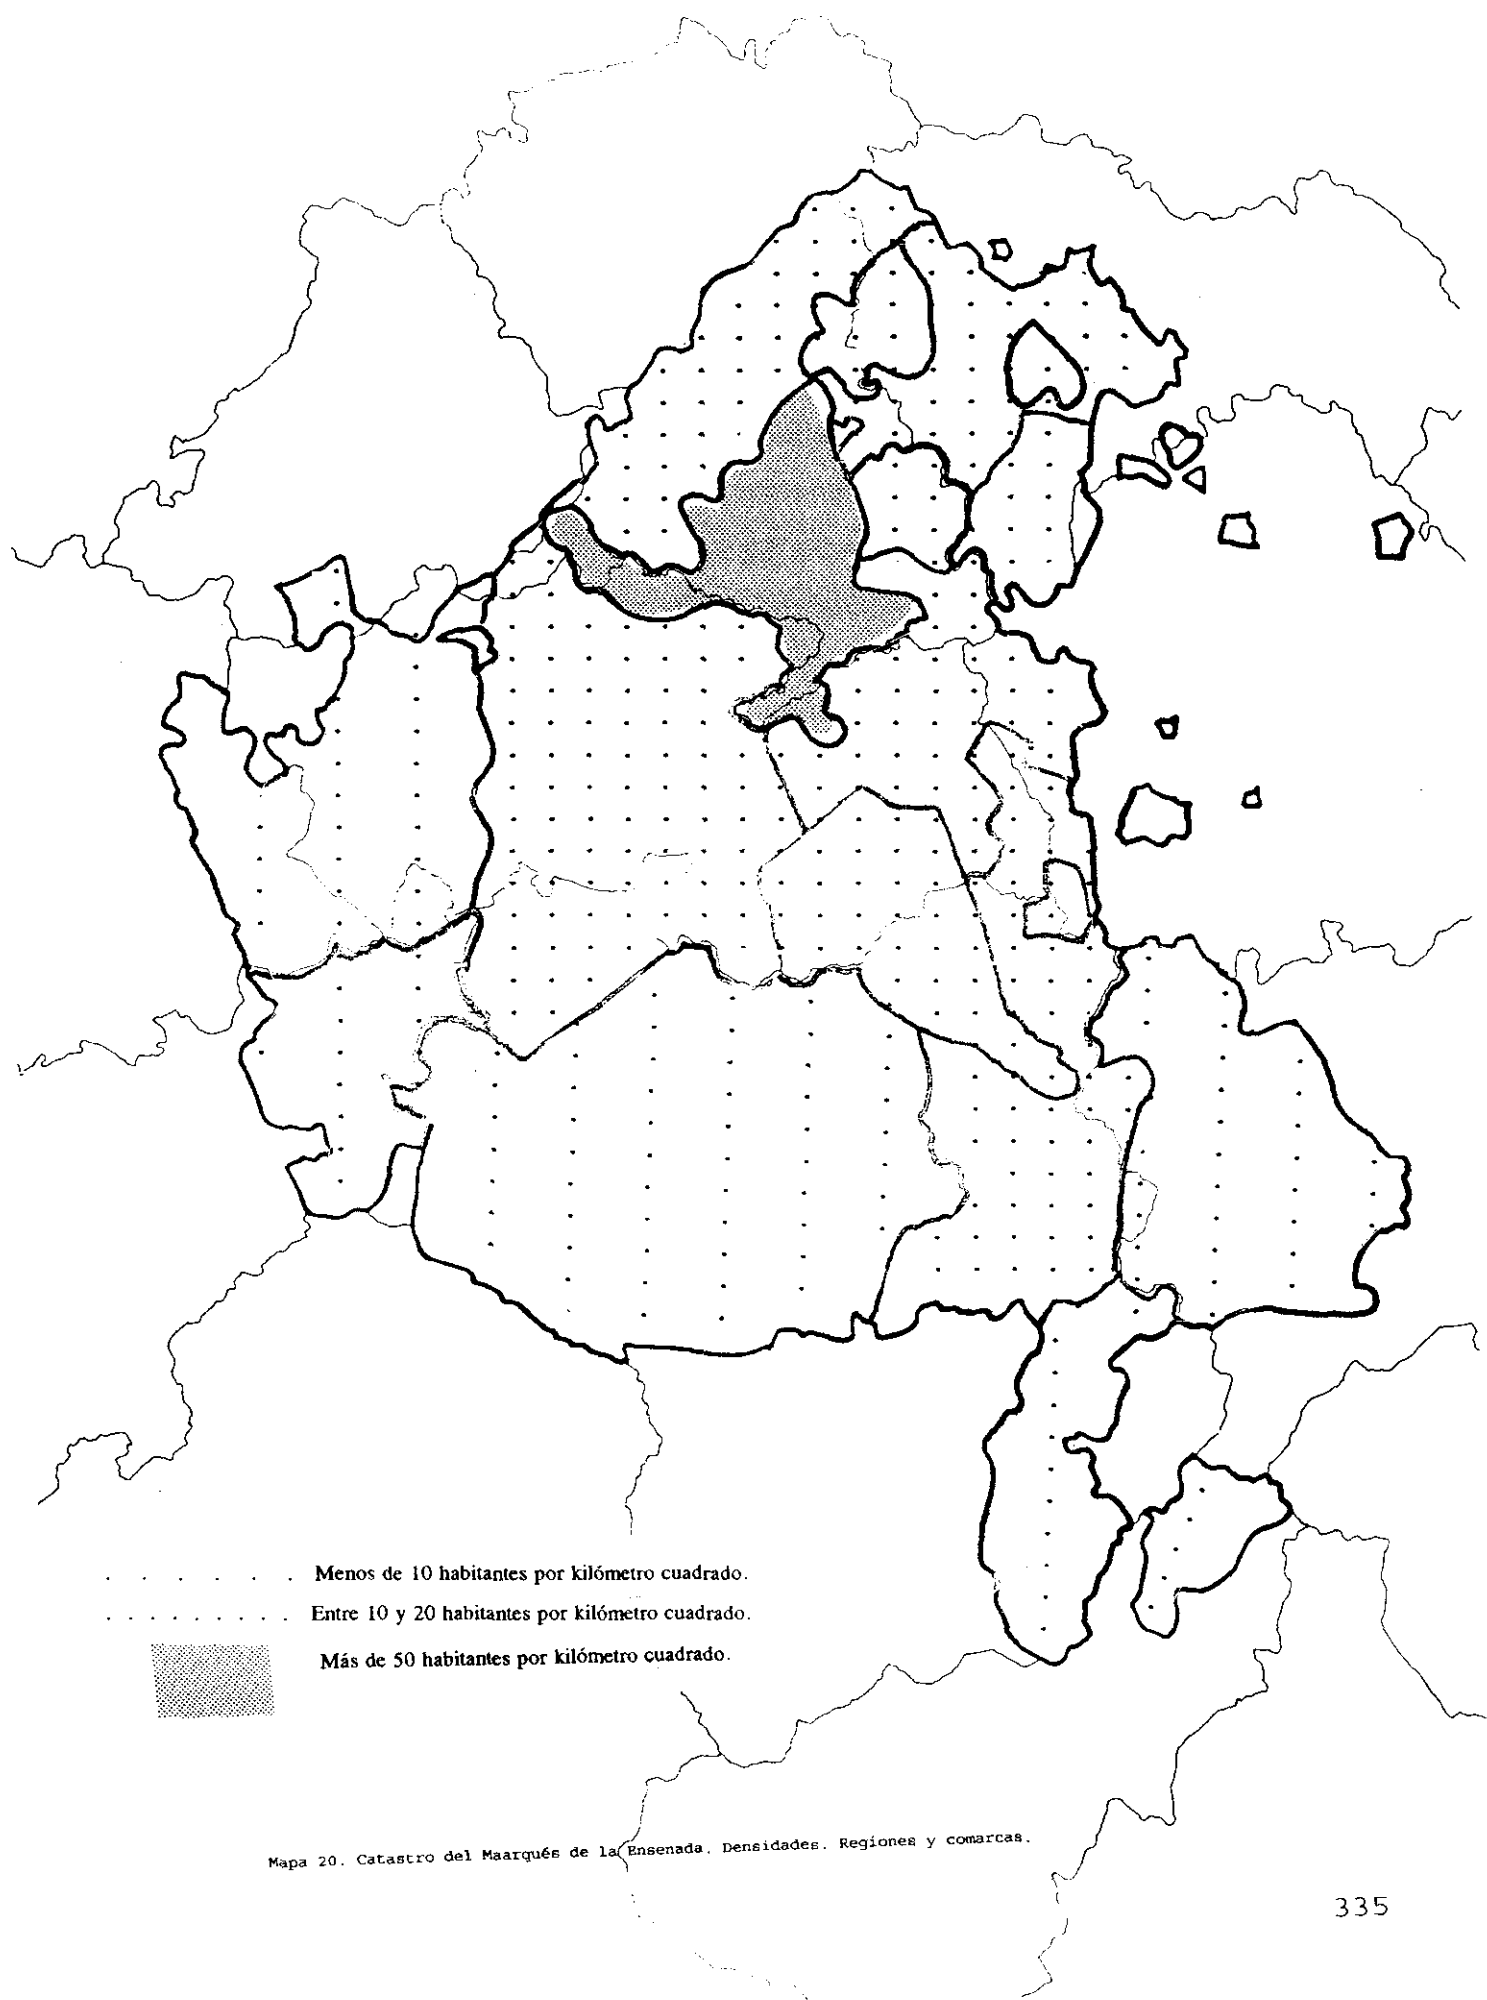 Menos de 10 habitantes por kilómetro cuadrado.
Entre 10 y 20 habitantes por kilómetro cuadrado.
Más de 50 habitantes por kilómetro cuadrado.
Mapa 20. Catastro del Maarqués de la Ensenada. Densidades. Regiones y comarcas.
335